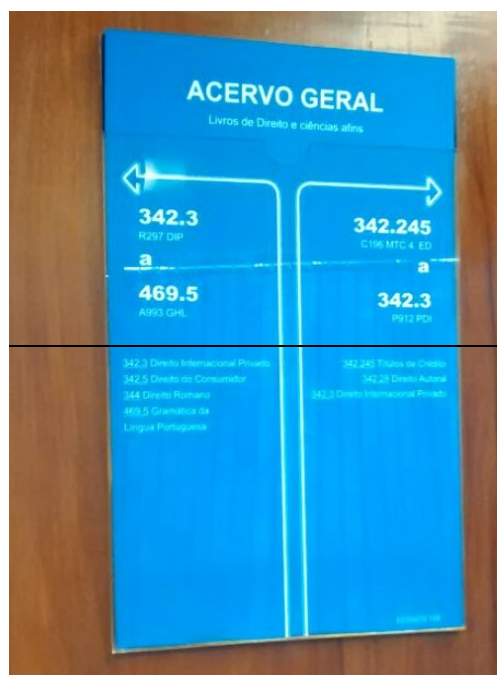 ACERVO GERAL
Livros de Direito e ciências afins
342.3
R297 DIP
a
469.5
A993 GHL
342.3 Direito Internacional Privado
342.5 Direito do Consumidor
344 Direito Romano
469.5 Gramática da
Língua Portuguesa
342.245
C196 MTC 4 ED
a
342.3
P912 PDI
342.245 Títulos de Crédito
342.28 Direito Autoral
342.3 Direito Internacional Privado